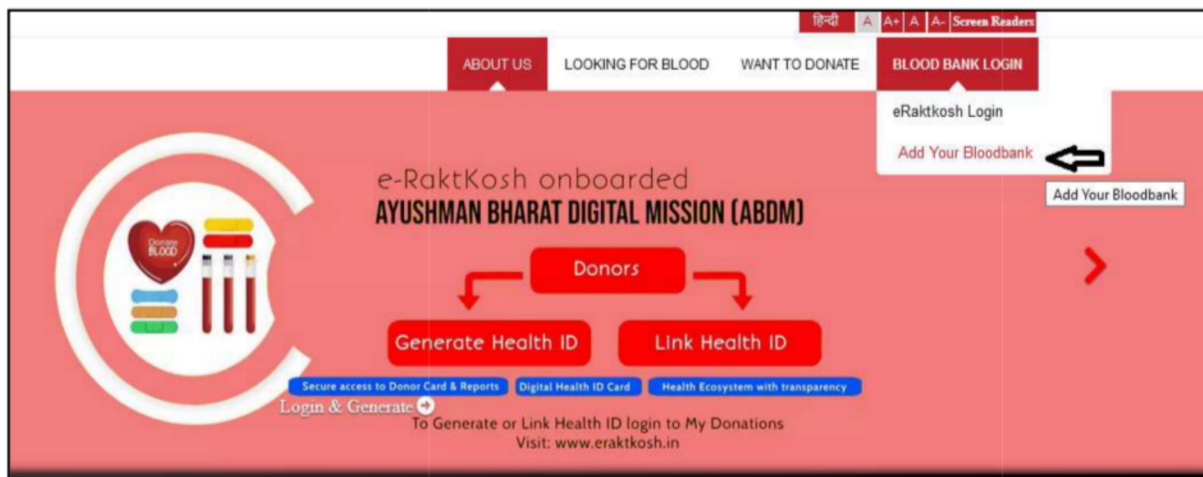 हिन्दी A A+ A A- Screen Readers
ABOUT US LOOKING FOR BLOOD WANT TO DONATE BLOOD BANK LOGIN
eRaktkosh Login
Add Your Bloodbank
Add Your Bloodbank
e-RaktKosh onboarded
AYUSHMAN BHARAT DIGITAL MISSION (ABDM)
Donate
BLOOD
Donors
Generate Health ID Link Health ID
Secure access to Donor Card & Reports Digital Health ID Card Health Ecosystem with transparency
Login & Generate
To Generate or Link Health ID login to My Donations
Visit: www.eraktkosh.in